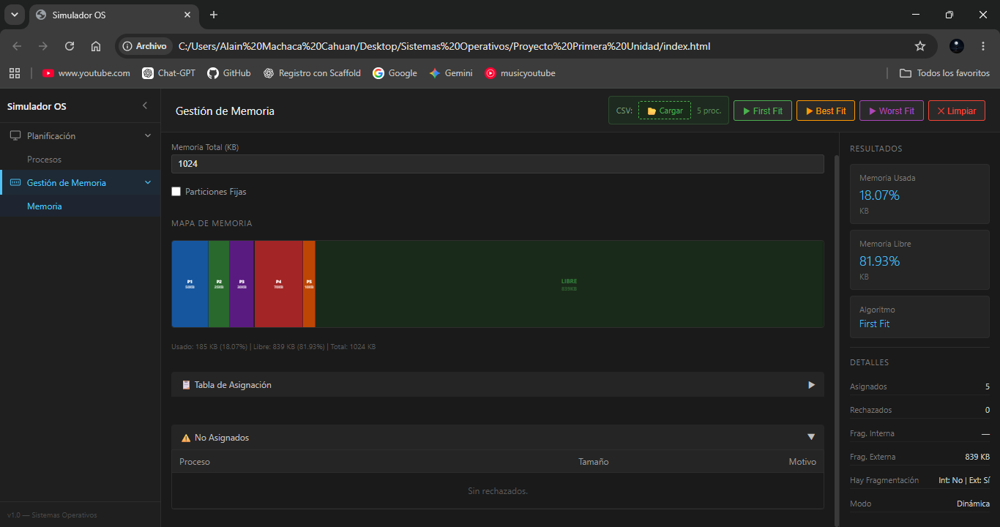 Simulador OS
Archivo
C:/Users/Alain%20Machaca%20Cahuan/Desktop/Sistemas%20Operativos/Proyecto%20Primera%20Unidad/index.html
www.youtube.com
Chat-GPT
GitHub
Registro con Scaffold
Google
Gemini
musicyoutube
Todos los favoritos
Simulador OS
Planificación
Procesos
Gestión de Memoria
Memoria
v1.0 — Sistemas Operativos
Gestión de Memoria
CSV:
Cargar
5 proc.
First Fit
Best Fit
Worst Fit
Limpiar
Memoria Total (KB)
1024
Particiones Fijas
MAPA DE MEMORIA
P1
50KB
P2
25KB
P3
30KB
P4
70KB
P5
10KB
LIBRE
839KB
Usado: 185 KB (18.07%) | Libre: 839 KB (81.93%) | Total: 1024 KB
Tabla de Asignación
No Asignados
Proceso Tamaño Motivo
Sin rechazados.
RESULTADOS
Memoria Usada
18.07%
KB
Memoria Libre
81.93%
KB
Algoritmo
First Fit
DETALLES
Asignados 5
Rechazados 0
Frag. Interna —
Frag. Externa 839 KB
Hay Fragmentación Int: No | Ext: Sí
Modo Dinámica